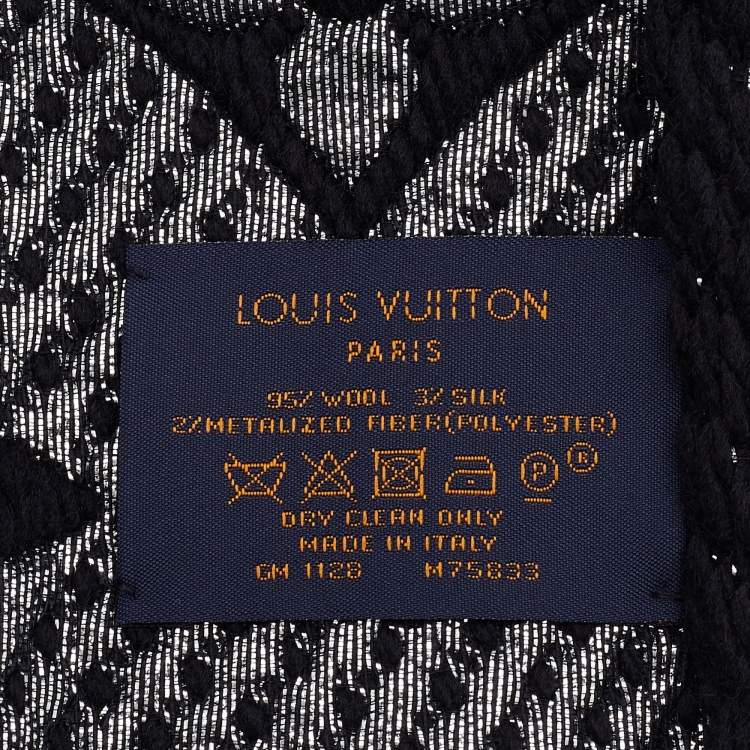 LOUIS VUITTON
PARIS
95% WOOL 3% SILK
2%METALIZED FIBER(POLYESTER)
P ®
DRY CLEAN ONLY
MADE IN ITALY
GM 1128 M75833